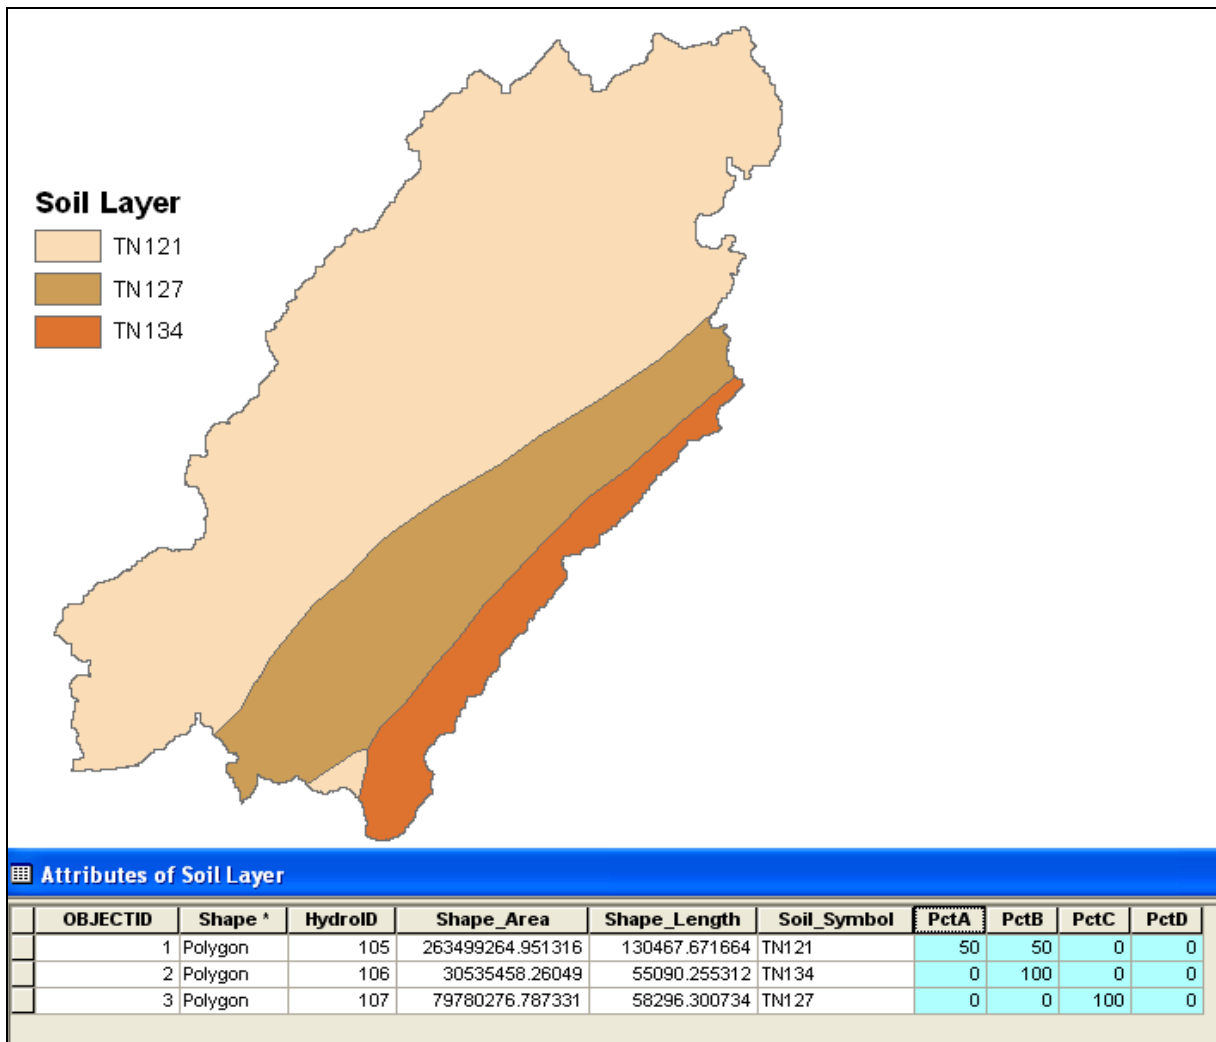 Soil Layer
TN121
TN127
TN134
Attributes of Soil Layer
OBJECTID Shape * HydroID Shape_Area Shape_Length Soil_Symbol PctA PctB PctC PctD
1 Polygon 105 263499264.951316 130467.671664 TN121 50 50 0 0
2 Polygon 106 30535458.26049 55090.255312 TN134 0 100 0 0
3 Polygon 107 79780276.787331 58296.300734 TN127 0 0 100 0